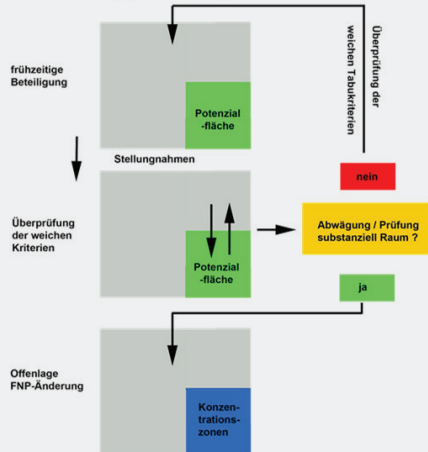 frühzeitige
Beteiligung
Potenzial
-fläche
Überprüfung der
weichen Tabukriterien
Stellungnahmen
nein
Überprüfung
der weichen
Kriterien
Potenzial
-fläche
Abwägung / Prüfung
substanziell Raum ?
ja
Offenlage
FNP-Änderung
Konzen-
trations-
zonen